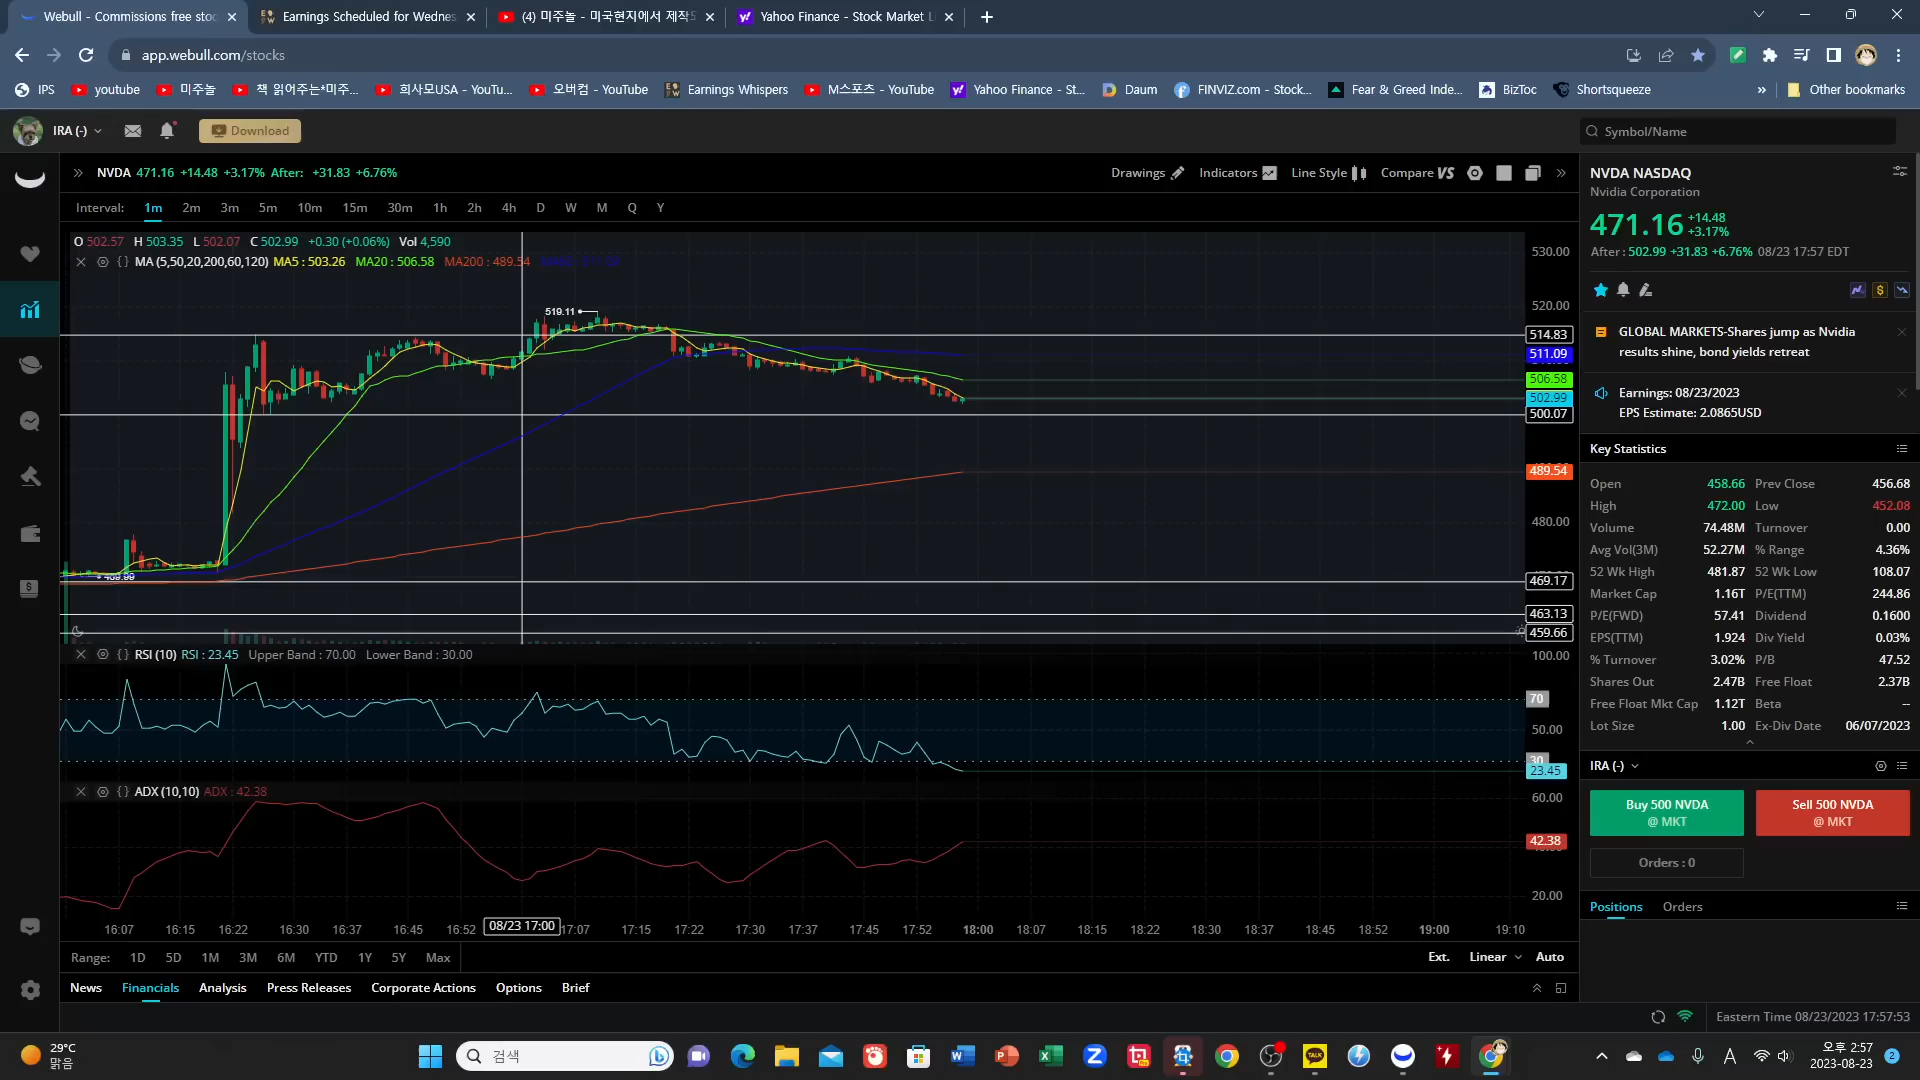 Webull - Commissions free stoc
Earnings Scheduled for Wednes
(4) 미주놀 - 미국현지에서 제작5
Yahoo Finance - Stock Market Li
app.webull.com/stocks
IPS
youtube
미주놀
책 읽어주는*미주...
희사모USA - YouTu...
오버컴 - YouTube
Earnings Whispers
M스포츠 - YouTube
Yahoo Finance - St...
Daum
FINVIZ.com - Stock...
Fear & Greed Inde...
BizToc
Shortsqueeze
»
Other bookmarks
IRA (-)
Download
Symbol/Name
NVDA 471.16 +14.48 +3.17% After: +31.83 +6.76%
Drawings
Indicators
Line Style
Compare VS
Interval: 1m 2m 3m 5m 10m 15m 30m 1h 2h 4h D W M Q Y
O 502.57 H 503.35 L 502.07 C 502.99 +0.30 (+0.06%) Vol 4,590
MA (5,50,20,200,60,120) MA5 : 503.26 MA20 : 506.58 MA200 : 489.54
519.11
530.00
520.00
514.83
511.09
506.58
502.99
500.07
489.54
480.00
469.99
469.17
463.13
459.66
RSI (10) RSI : 23.45 Upper Band : 70.00 Lower Band : 30.00
100.00
70
50.00
30
23.45
ADX (10,10) ADX : 42.38
60.00
42.38
20.00
16:07 16:15 16:22 16:30 16:37 16:45 16:52 08/23 17:00 17:07 17:15 17:22 17:30 17:37 17:45 17:52 18:00 18:07 18:15 18:22 18:30 18:37 18:45 18:52 19:00 19:10
Range: 1D 5D 1M 3M 6M YTD 1Y 5Y Max
Ext. Linear Auto
News Financials Analysis Press Releases Corporate Actions Options Brief
NVDA NASDAQ
Nvidia Corporation
471.16 +14.48
+3.17%
After : 502.99 +31.83 +6.76% 08/23 17:57 EDT
GLOBAL MARKETS-Shares jump as Nvidia
results shine, bond yields retreat
Earnings: 08/23/2023
EPS Estimate: 2.0865USD
Key Statistics
Open 458.66 Prev Close 456.68
High 472.00 Low 452.08
Volume 74.48M Turnover 0.00
Avg Vol(3M) 52.27M % Range 4.36%
52 Wk High 481.87 52 Wk Low 108.07
Market Cap 1.16T P/E(TTM) 244.86
P/E(FWD) 57.41 Dividend 0.1600
EPS(TTM) 1.924 Div Yield 0.03%
% Turnover 3.02% P/B 47.52
Shares Out 2.47B Free Float 2.37B
Free Float Mkt Cap 1.12T Beta --
Lot Size 1.00 Ex-Div Date 06/07/2023
IRA (-)
Buy 500 NVDA
@ MKT
Sell 500 NVDA
@ MKT
Orders : 0
Positions Orders
Eastern Time 08/23/2023 17:57:53
29°C
맑음
검색
TALK
A
오후 2:57
2023-08-23
2